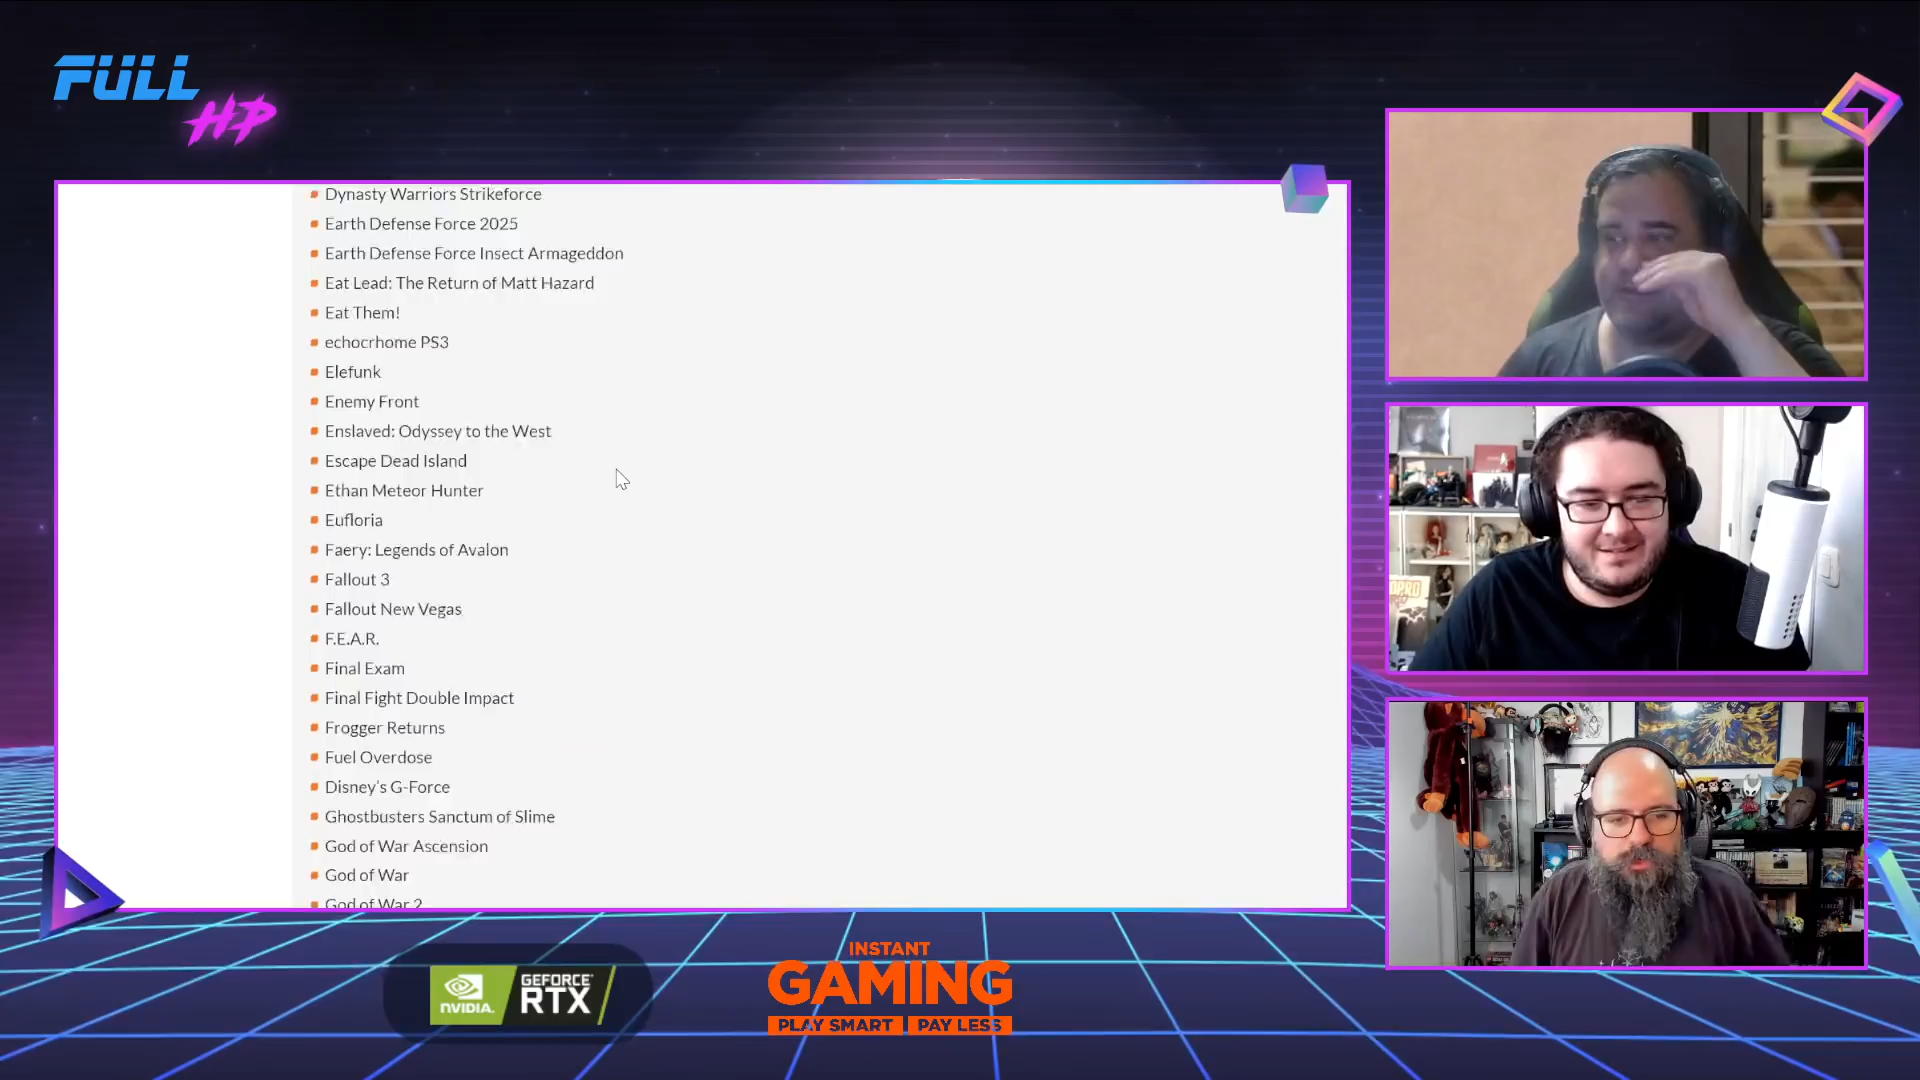 FULL
HP
Dynasty Warriors Strikeforce
Earth Defense Force 2025
Earth Defense Force Insect Armageddon
Eat Lead: The Return of Matt Hazard
Eat Them!
echocrhome PS3
Elefunk
Enemy Front
Enslaved: Odyssey to the West
Escape Dead Island
Ethan Meteor Hunter
Eufloria
Faery: Legends of Avalon
Fallout 3
Fallout New Vegas
F.E.A.R.
Final Exam
Final Fight Double Impact
Frogger Returns
Fuel Overdose
Disney's G-Force
Ghostbusters Sanctum of Slime
God of War Ascension
God of War
God of War 2
NVIDIA.
GEFORCE
RTX
INSTANT
GAMING
PLAY SMART PAY LESS